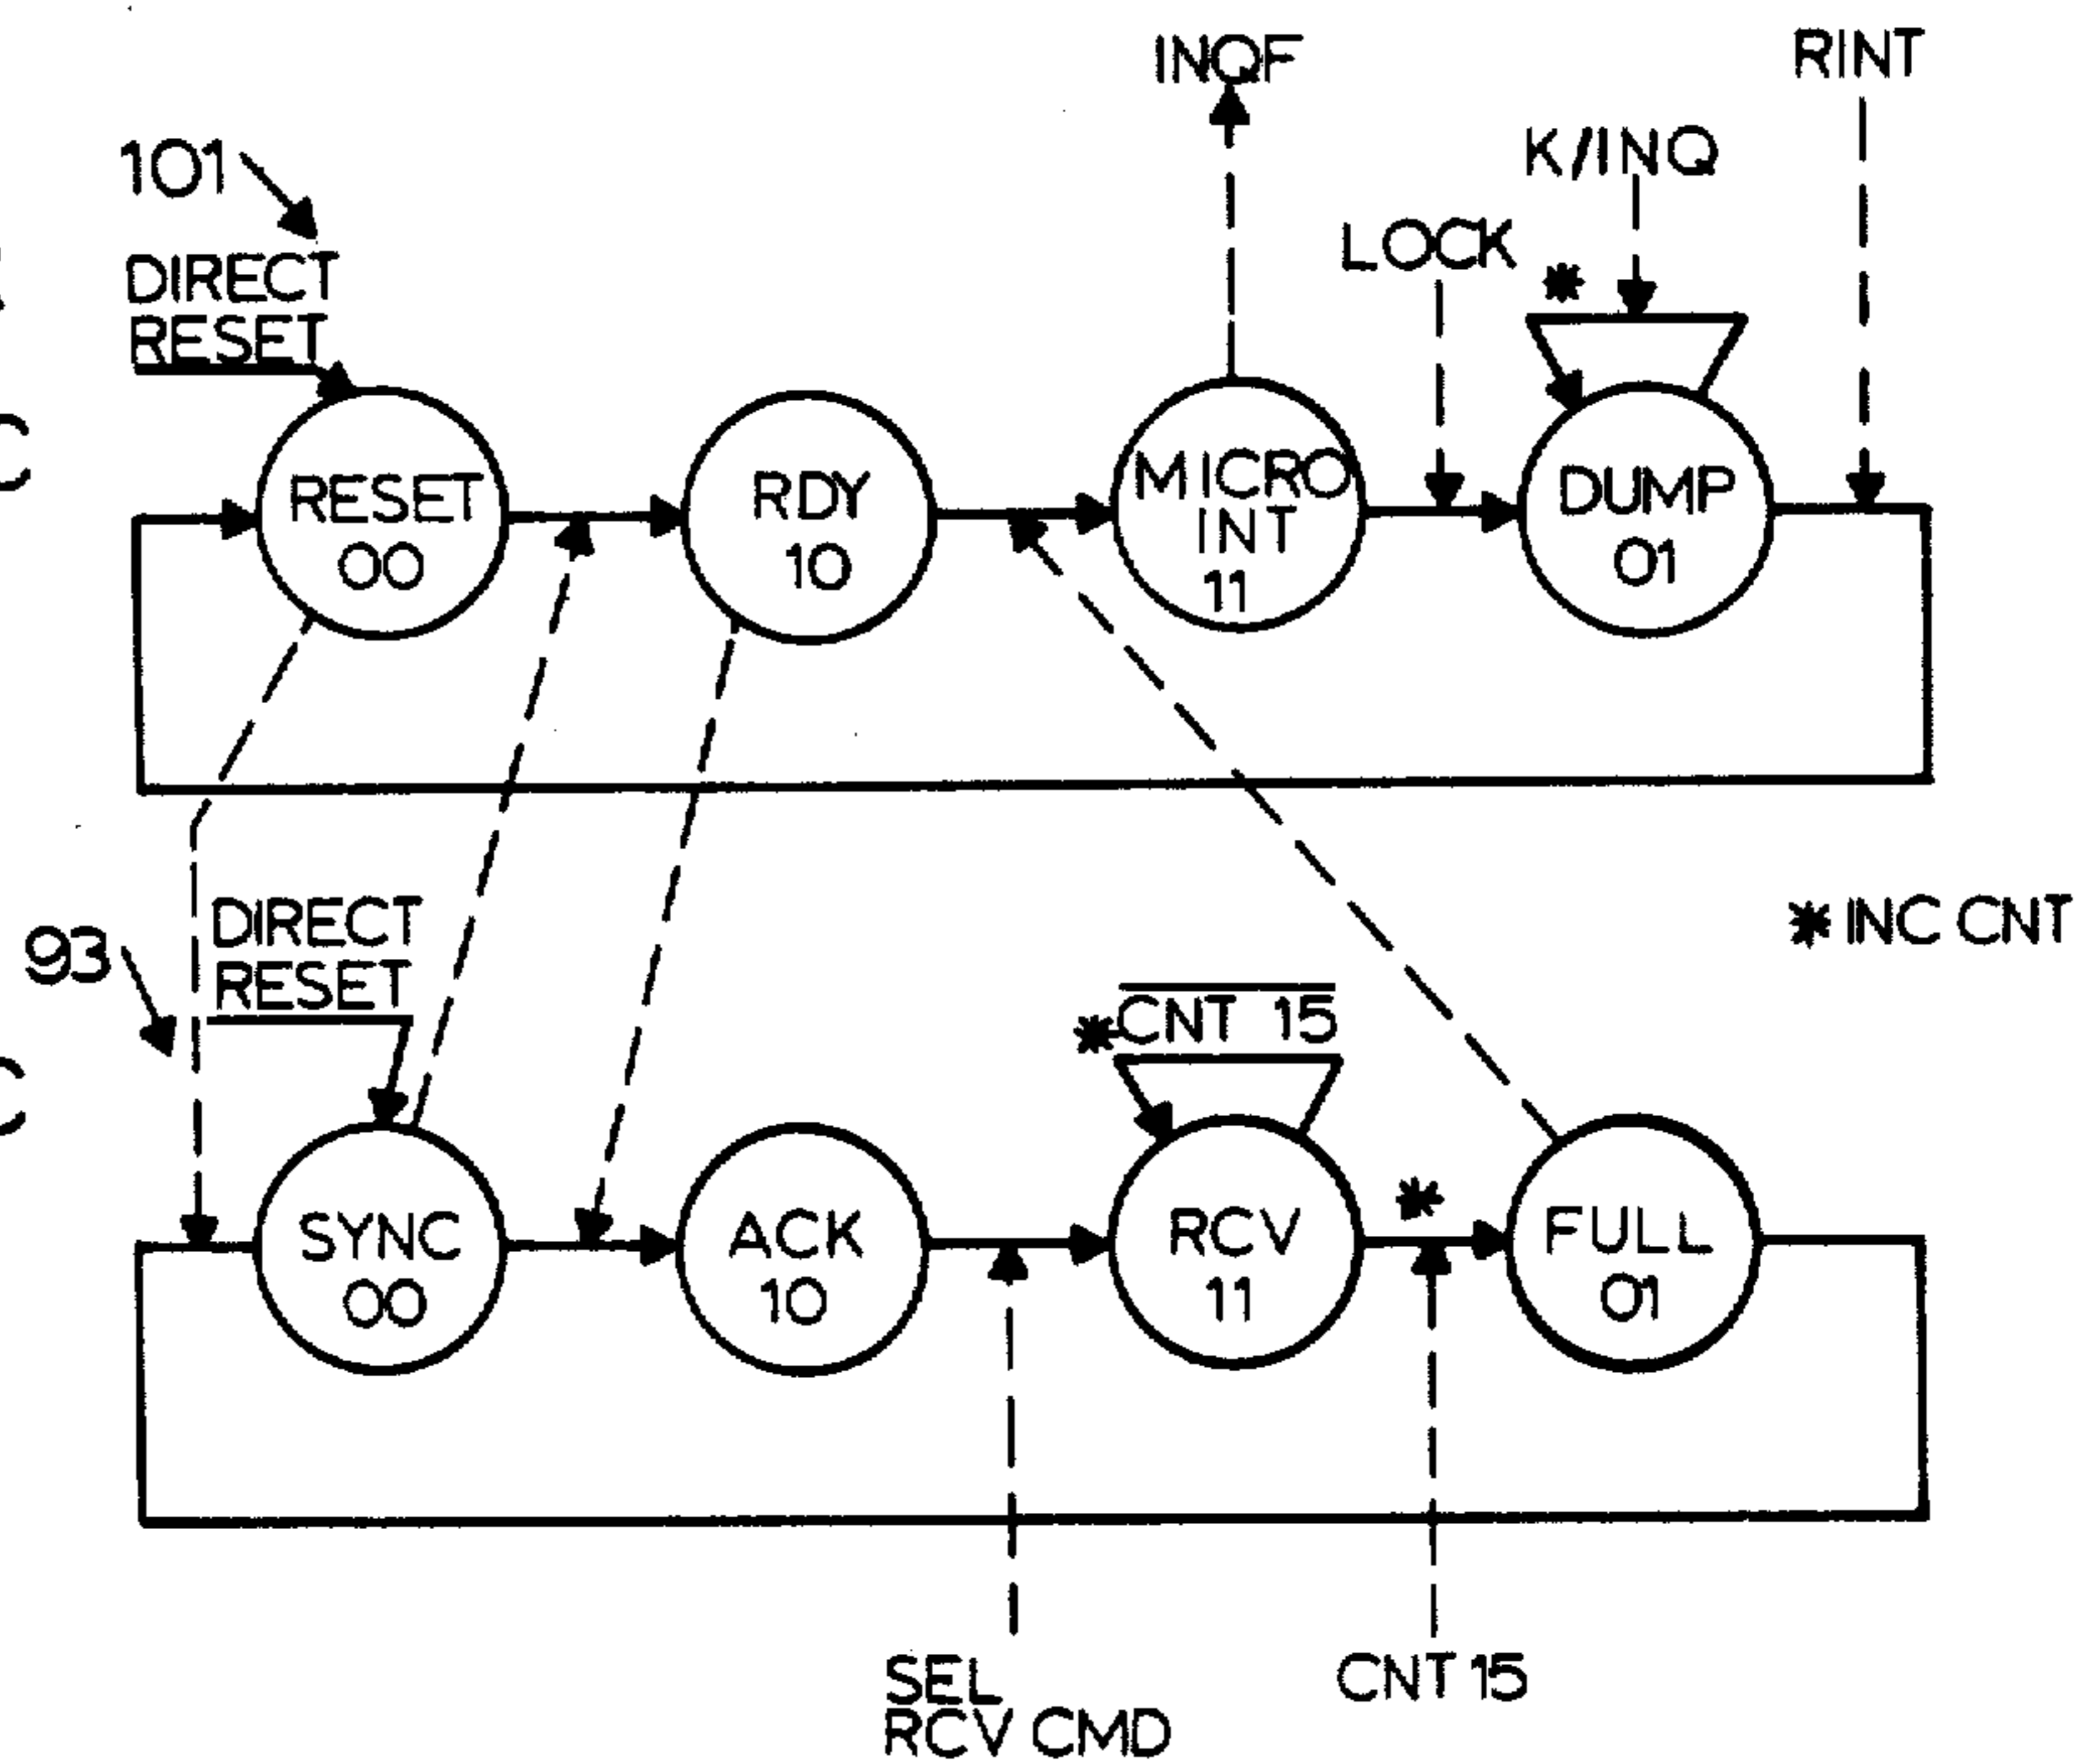 INQF
RINT
101
K/INQ
LOCK
*
DIRECT
RESET
RESET
00
RDY
10
MICRO
INT
11
DUMP
01
93
DIRECT
RESET
* INC CNT
*CNT 15
*
SYNC
00
ACK
10
RCV
11
FULL
01
SEL
RCV CMD
CNT 15